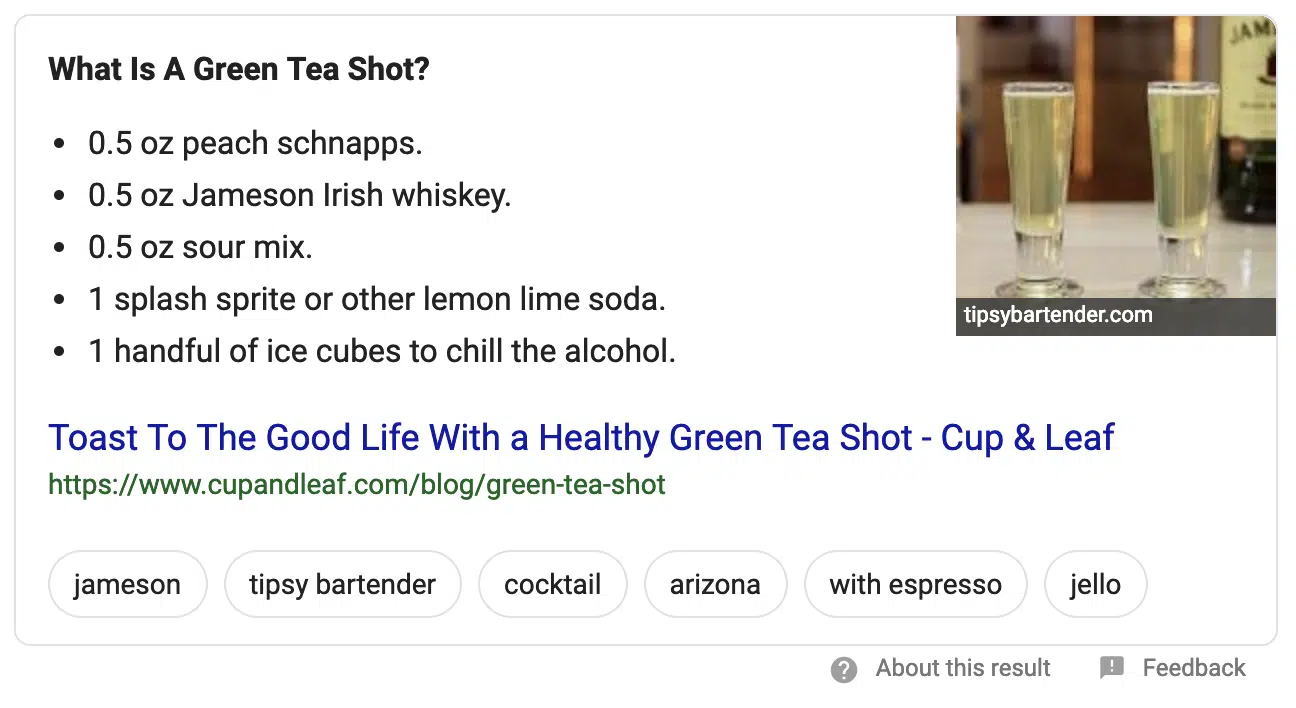 What Is A Green Tea Shot?
JAM
• 0.5 oz peach schnapps.
• 0.5 oz Jameson Irish whiskey.
• 0.5 oz sour mix.
• 1 splash sprite or other lemon lime soda.
tipsybartender.com
• 1 handful of ice cubes to chill the alcohol.
Toast To The Good Life With a Healthy Green Tea Shot - Cup & Leaf
https://www.cupandleaf.com/blog/green-tea-shot
jameson tipsy bartender cocktail arizona with espresso jello
? About this result ! Feedback